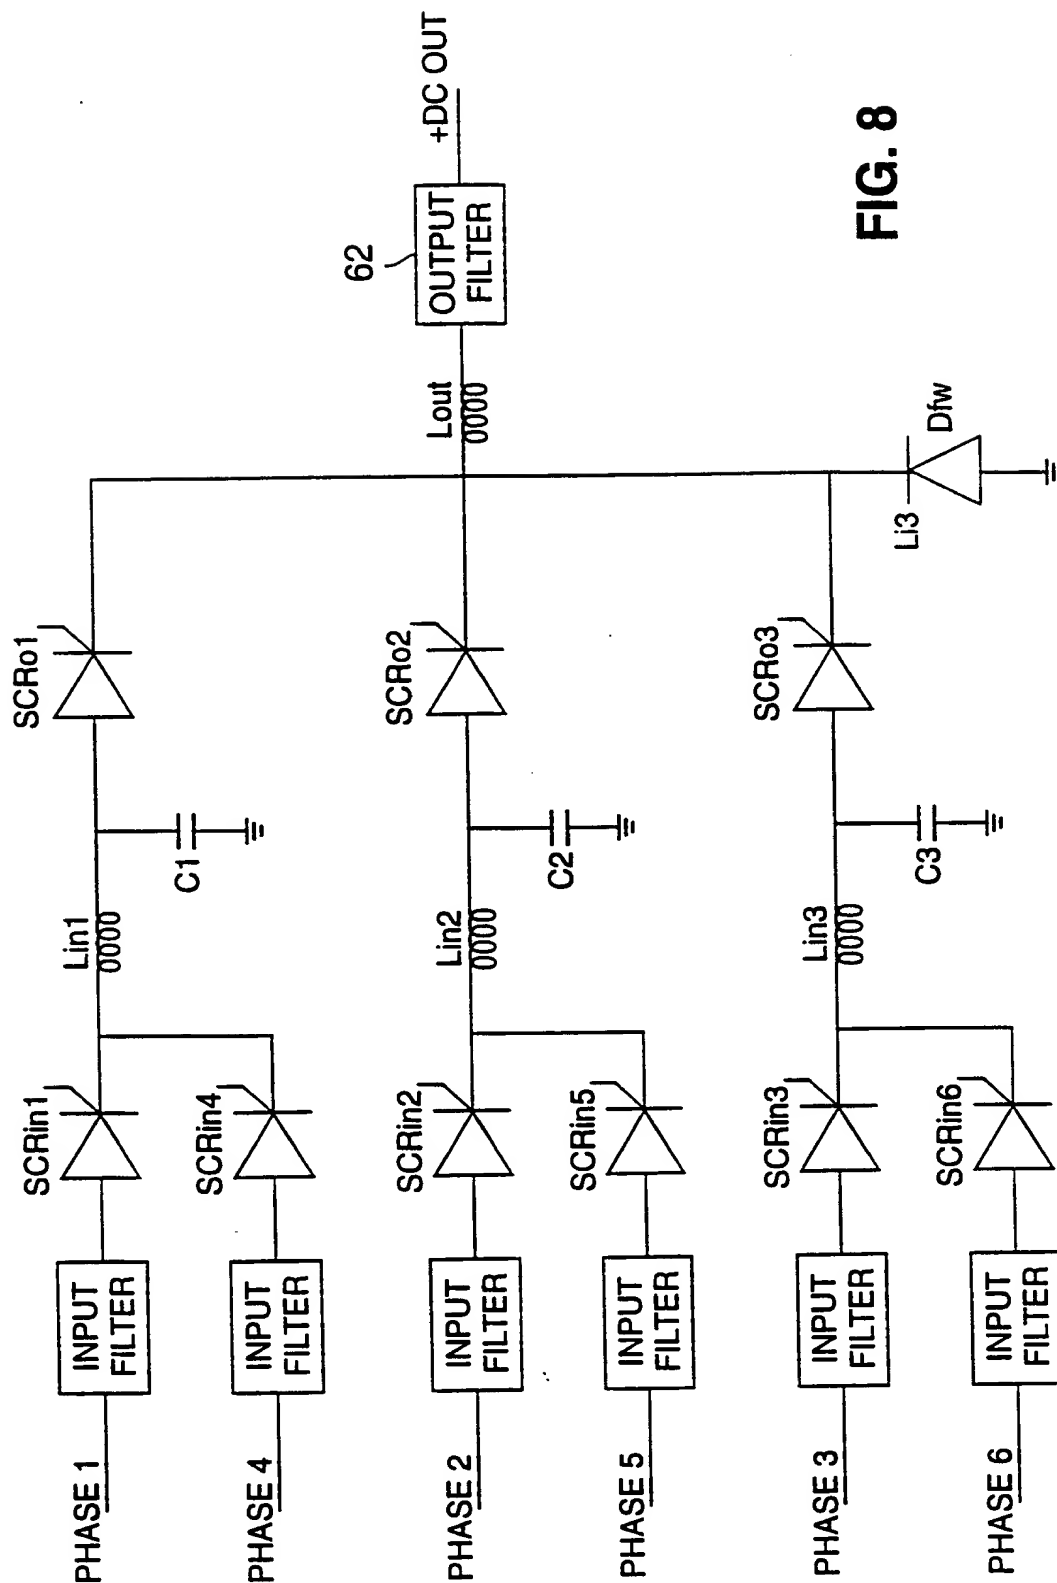 PHASE 1
INPUT
FILTER
SCRin1
Lin1
C1
SCRo1
PHASE 4
INPUT
FILTER
SCRin4
PHASE 2
INPUT
FILTER
SCRin2
Lin2
C2
SCRo2
Lout
62
OUTPUT
FILTER
+DC OUT
PHASE 5
INPUT
FILTER
SCRin5
PHASE 3
INPUT
FILTER
SCRin3
Lin3
C3
SCRo3
Li3
Dfw
PHASE 6
INPUT
FILTER
SCRin6
FIG. 8